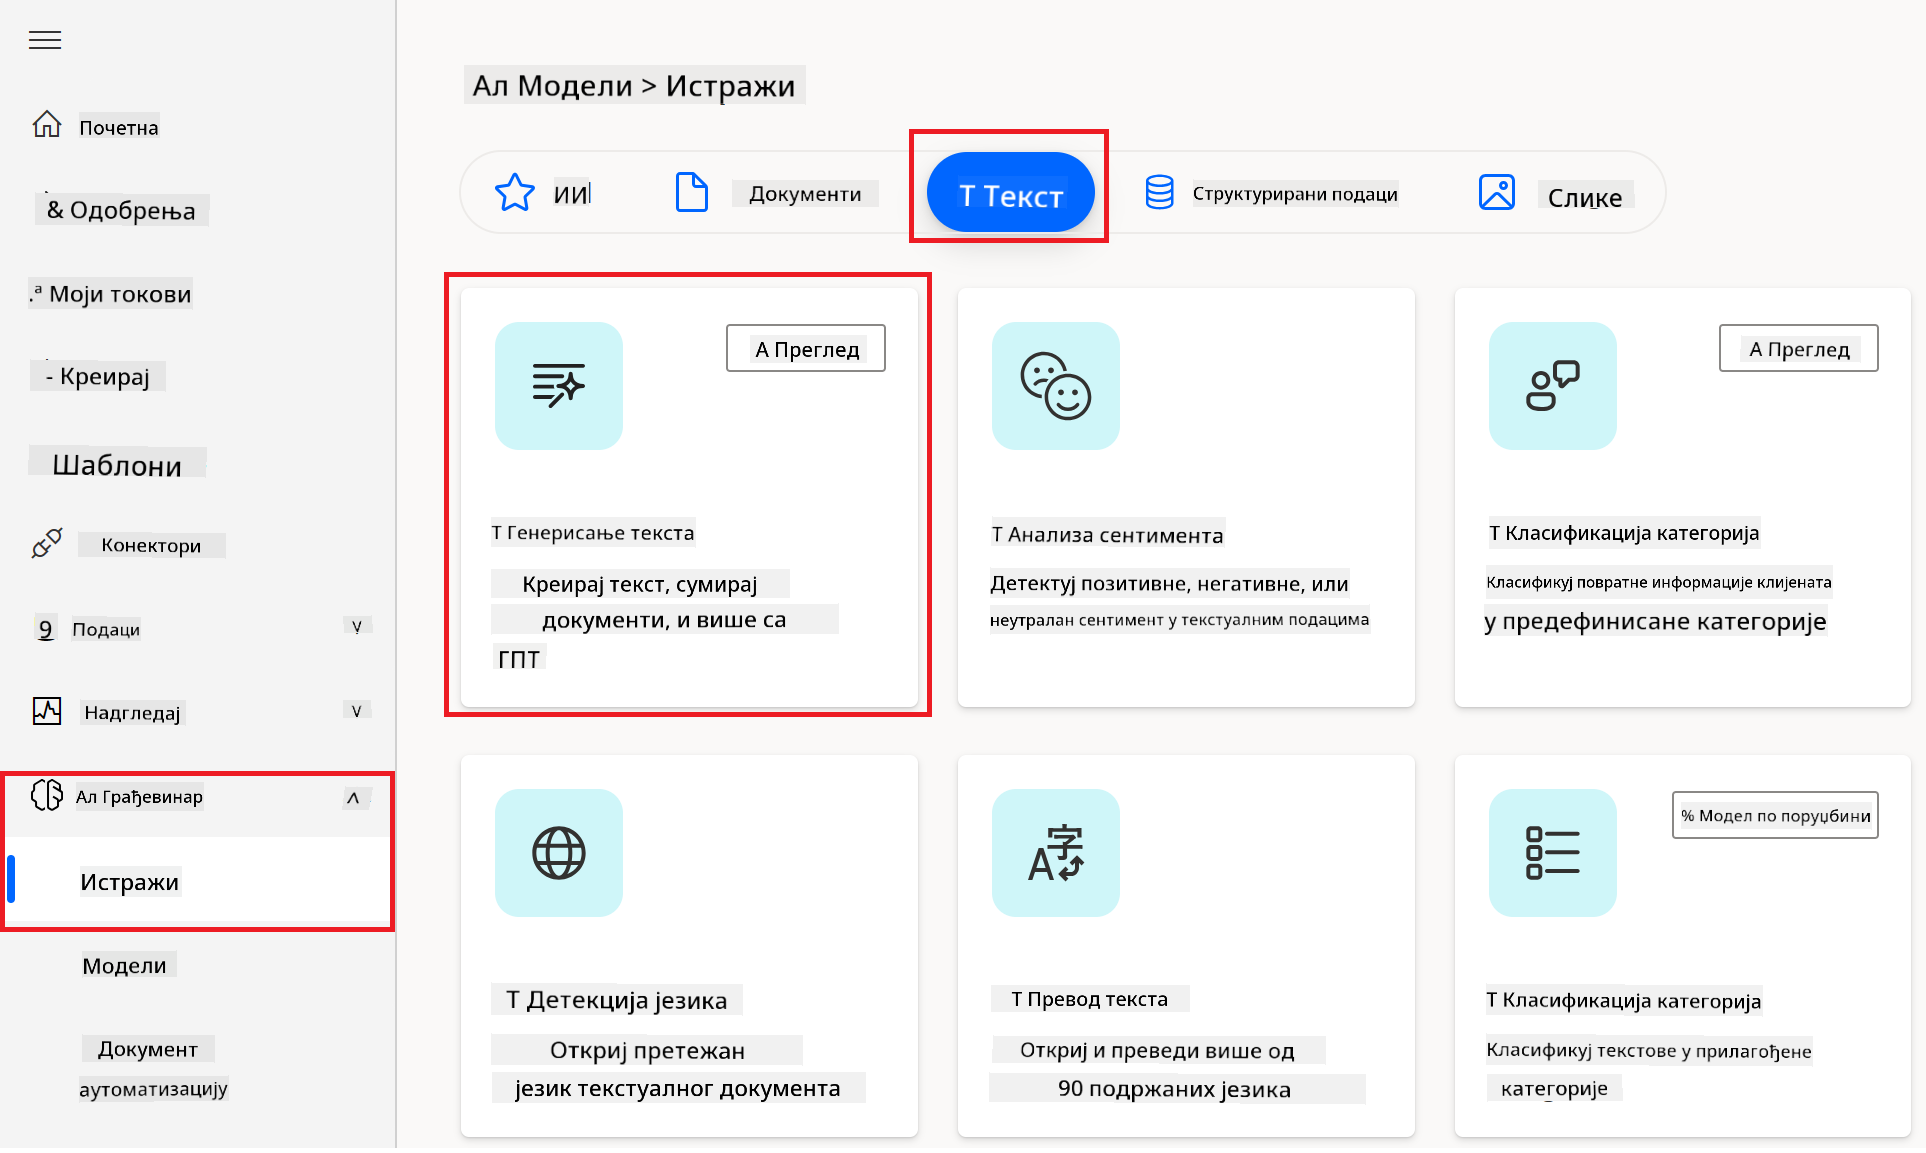 Почетна
& Одобрења
.ª Моји токови
- Креирај
Шаблони
Конектори
9 Подаци
Надгледај
Ал Грађевинар
Истражи
Модели
Документ
аутоматизацију
Ал Модели > Истражи
ИИ
Документи
Т Текст
Структурирани подаци
Слике
А Преглед
Т Генерисање текста
Креирај текст, сумирај
документи, и више са
ГПТ
Т Анализа сентимента
Детектуј позитивне, негативне, или
неутралан сентимент у текстуалним подацима
А Преглед
Т Класификација категорија
Класификуј повратне информације клијената
у предефинисане категорије
Т Детекција језика
Откриј претежан
језик текстуалног документа
Т Превод текста
Откриј и преведи више од
90 подржаних језика
% Модел по поруџбини
Т Класификација категорија
Класификуј текстове у прилагођене
категорије